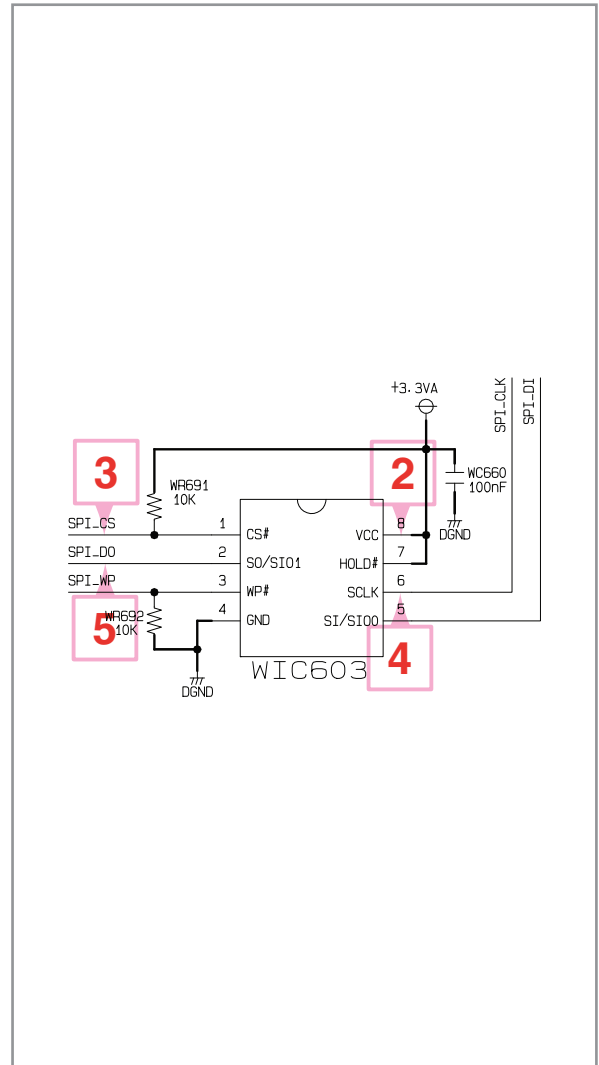 +3.3VA
SPI_CLK
SPI_DI
3
2
WR691
10K
WC660
100nF
SPI_CS
1
CS#
VCC
8
DGND
SPI_DO
2
SO/SIO1
HOLD#
7
SPI_WP
3
WP#
SCLK
6
WR692
10K
4
GND
SI/SIO0
5
5
4
WIC603
DGND